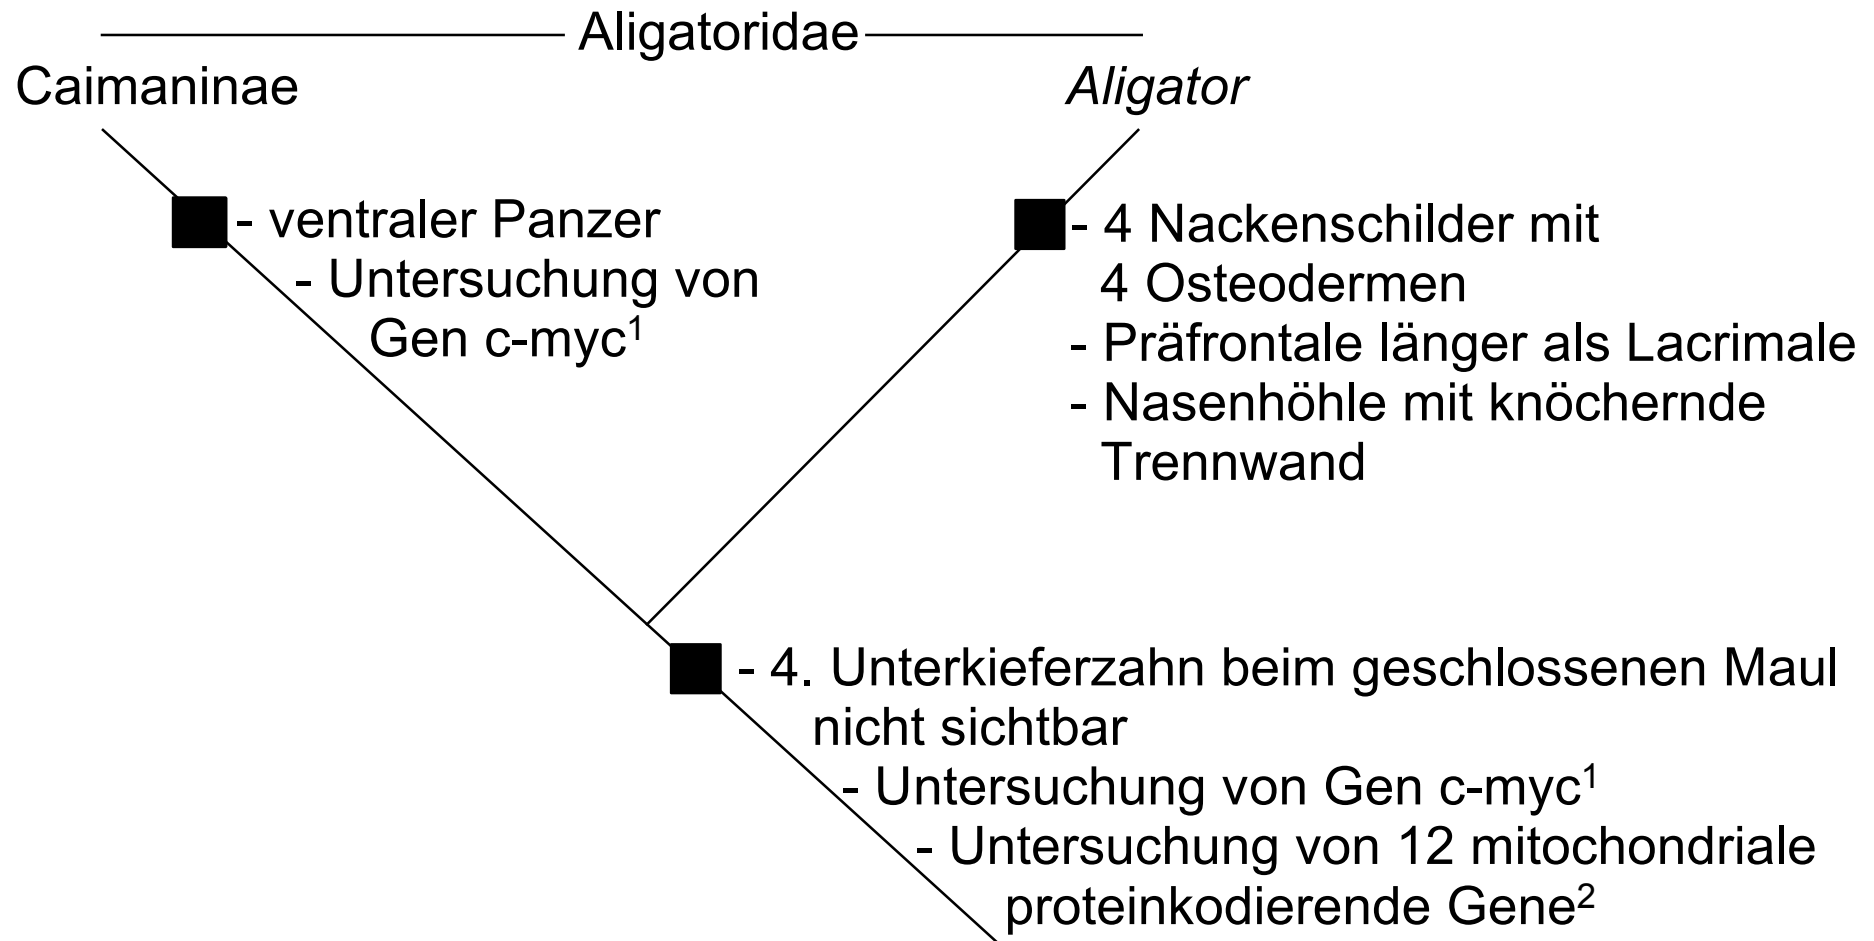 Aligatoridae
Caimaninae
Aligator
- ventraler Panzer
- Untersuchung von
Gen c-myc¹
- 4 Nackenschilder mit
4 Osteodermen
- Präfrontale länger als Lacrimale
- Nasenhöhle mit knöchernde
Trennwand
- 4. Unterkieferzahn beim geschlossenen Maul
nicht sichtbar
- Untersuchung von Gen c-myc¹
- Untersuchung von 12 mitochondriale
proteinkodierende Gene²